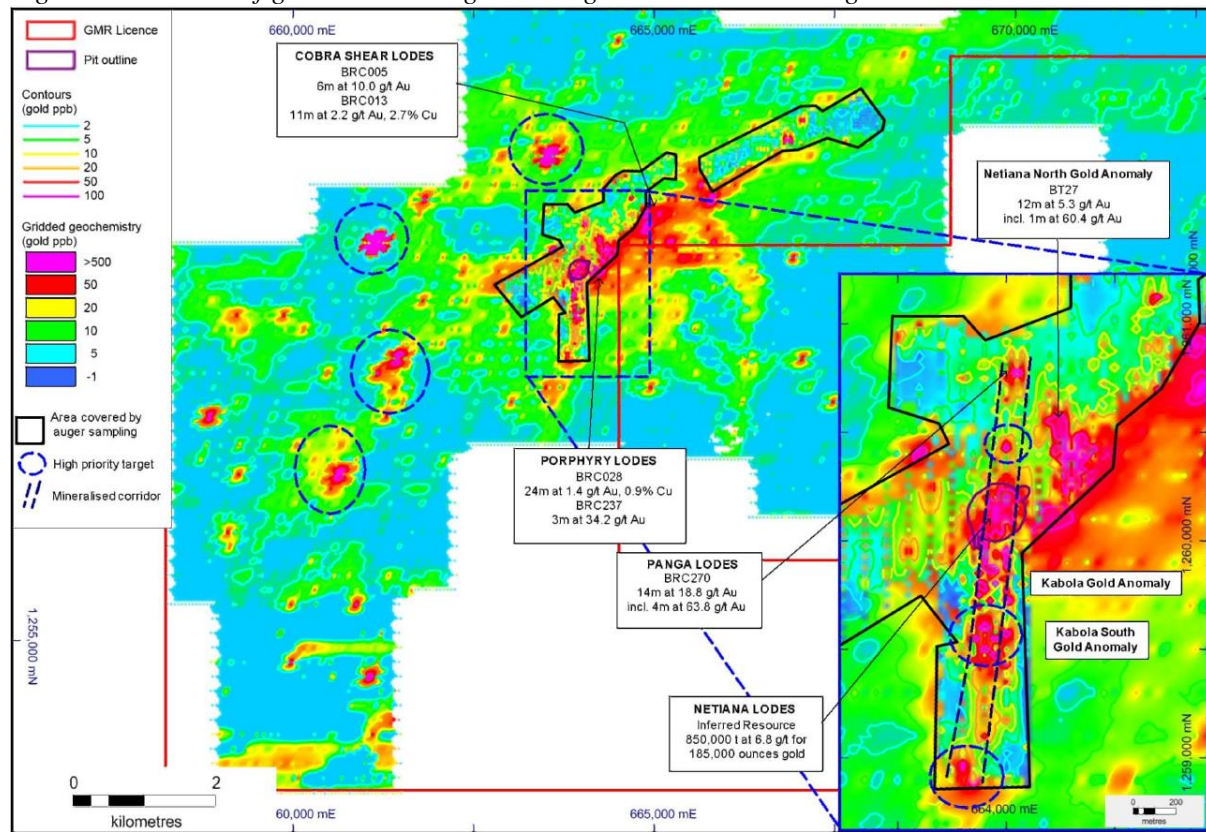 GMR Licence
Pit outline
Contours
(gold ppb)
2
5
10
20
50
100
Gridded geochemistry
(gold ppb)
>500
50
20
10
5
-1
Area covered by
auger sampling
High priority target
Mineralised corridor
660,000 mE
665,000 mE
670,000 mE
COBRA SHEAR LODES
BRC005
6m at 10.0 g/t Au
BRC013
11m at 2.2 g/t Au, 2.7% Cu
Netiana North Gold Anomaly
BT27
12m at 5.3 g/t Au
incl. 1m at 60.4 g/t Au
PORPHYRY LODES
BRC028
24m at 1.4 g/t Au, 0.9% Cu
BRC237
3m at 34.2 g/t Au
PANGA LODES
BRC270
14m at 18.8 g/t Au
incl. 4m at 63.8 g/t Au
NETIANA LODES
Inferred Resource
850,000 t at 6.8 g/t for
185,000 ounces gold
Kabola Gold Anomaly
Kabola South
Gold Anomaly
1,260,000 mN
1,259,000 mN
664,000 mE
0 200
metres
1,255,000 mN
0 2
kilometres
60,000 mE
665,000 mE